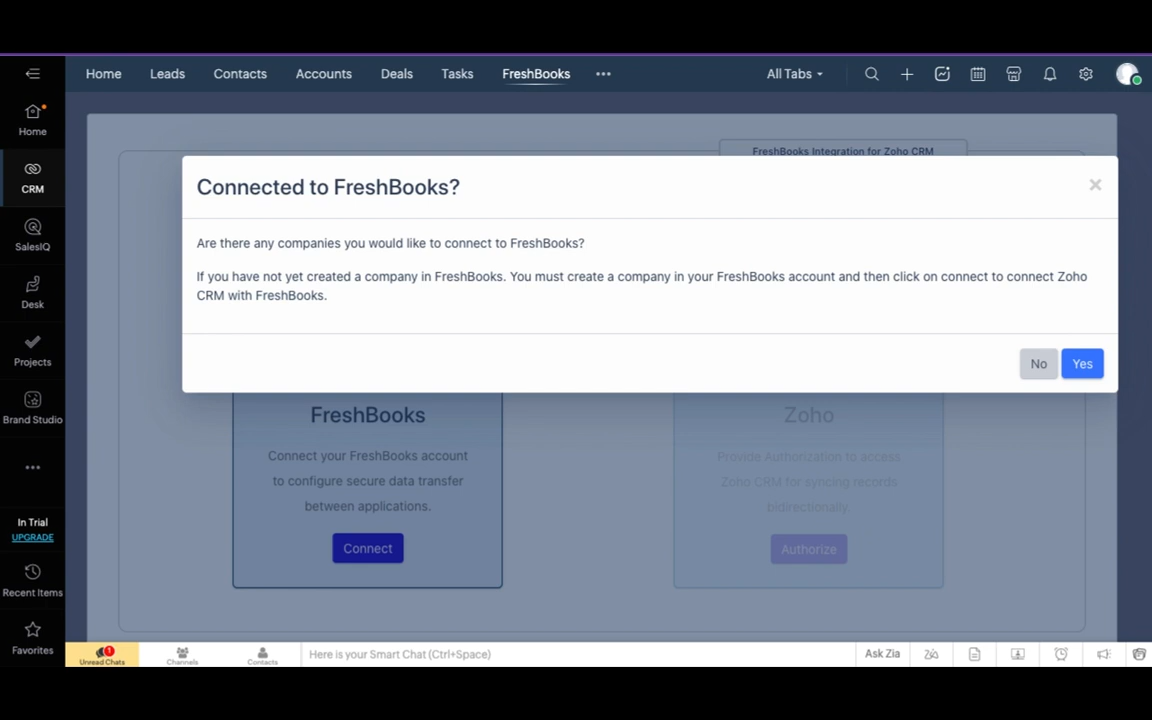 Home Leads Contacts Accounts Deals Tasks FreshBooks ••• All Tabs
Home
CRM
SalesIQ
Desk
Projects
Brand Studio
•••
In Trial
UPGRADE
Recent Items
Favorites
FreshBooks Integration for Zoho CRM
Connected to FreshBooks?
×
Are there any companies you would like to connect to FreshBooks?
If you have not yet created a company in FreshBooks. You must create a company in your FreshBooks account and then click on connect to connect Zoho
CRM with FreshBooks.
No Yes
FreshBooks
Connect your FreshBooks account
to configure secure data transfer
between applications.
Connect
Zoho
Provide Authorization to access
Zoho CRM for syncing records
bidirectionally.
Authorize
1
Unread Chats Channels Contacts Here is your Smart Chat (Ctrl+Space) Ask Zia